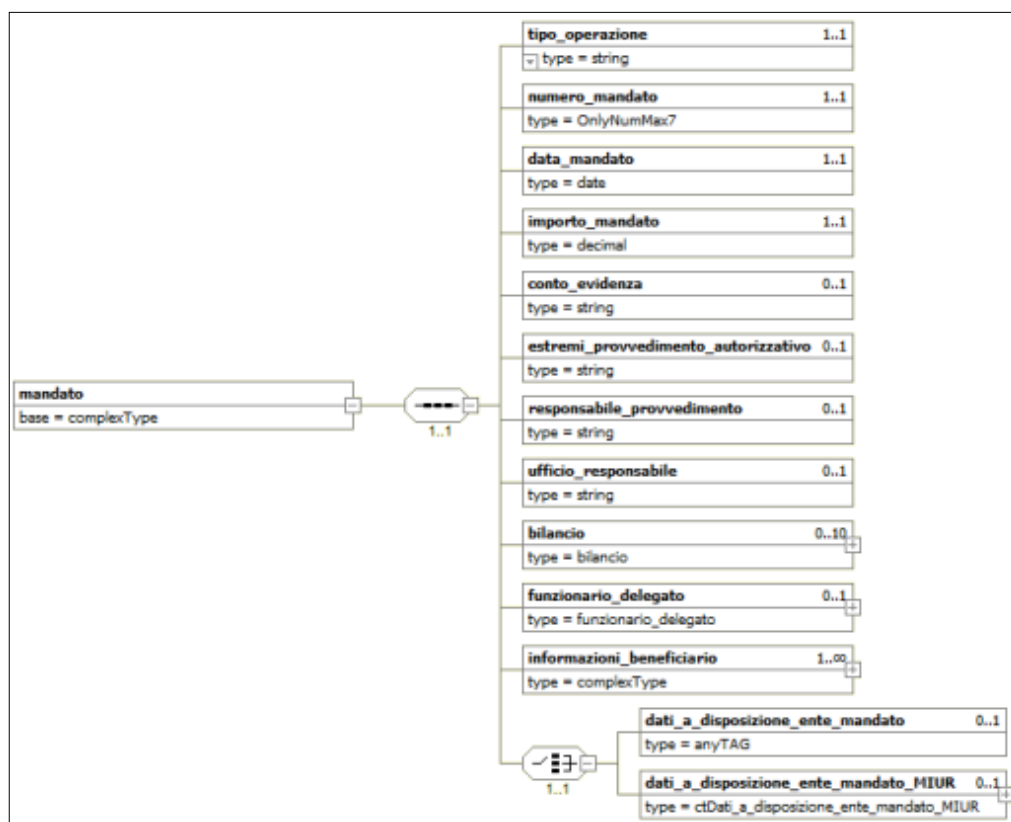 tipo_operazione 1..1
type = string
numero_mandato 1..1
type = OnlyNumMax7
data_mandato 1..1
type = date
importo_mandato 1..1
type = decimal
conto_evidenza 0..1
type = string
estremi_provvedimento_autorizzativo 0..1
type = string
mandato
base = complexType
1..1
responsabile_provvedimento 0..1
type = string
ufficio_responsabile 0..1
type = string
bilancio 0..10
type = bilancio
funzionario_delegato 0..1
type = funzionario_delegato
informazioni_beneficiario 1..∞
type = complexType
1..1
dati_a_disposizione_ente_mandato 0..1
type = anyTAG
dati_a_disposizione_ente_mandato_MIUR 0..1
type = ctDati_a_disposizione_ente_mandato_MIUR